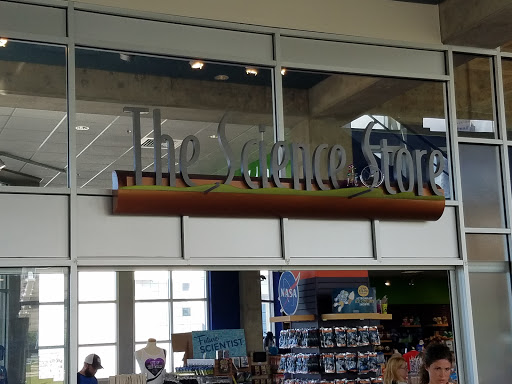 The Science Store
NASA
Future
SCIENTIST